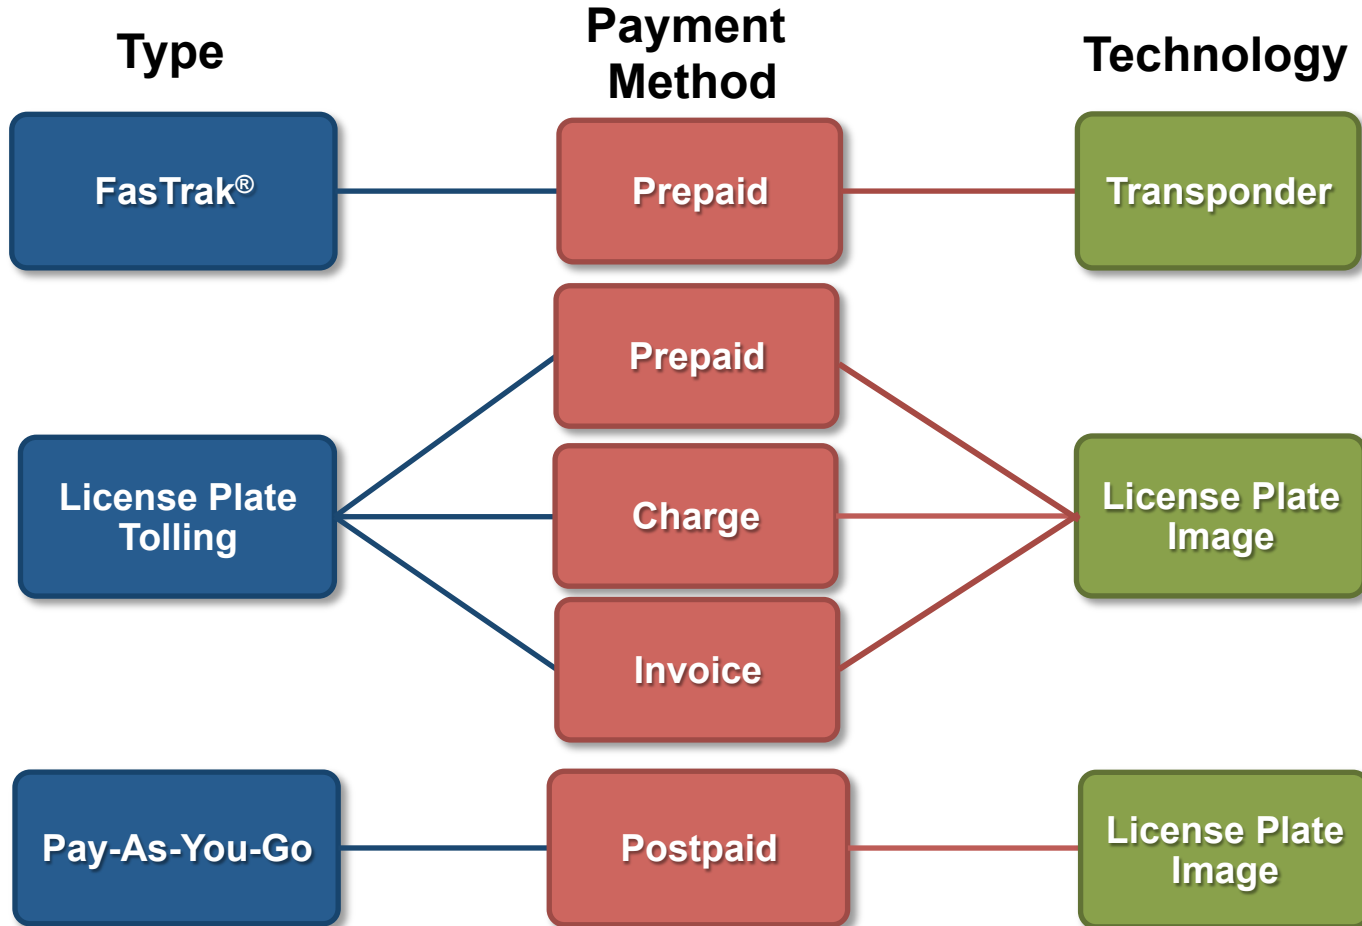 Type
Payment
Method
Technology
FasTrak®
Prepaid
Transponder
Prepaid
License Plate
Tolling
Charge
License Plate
Image
Invoice
Pay-As-You-Go
Postpaid
License Plate
Image